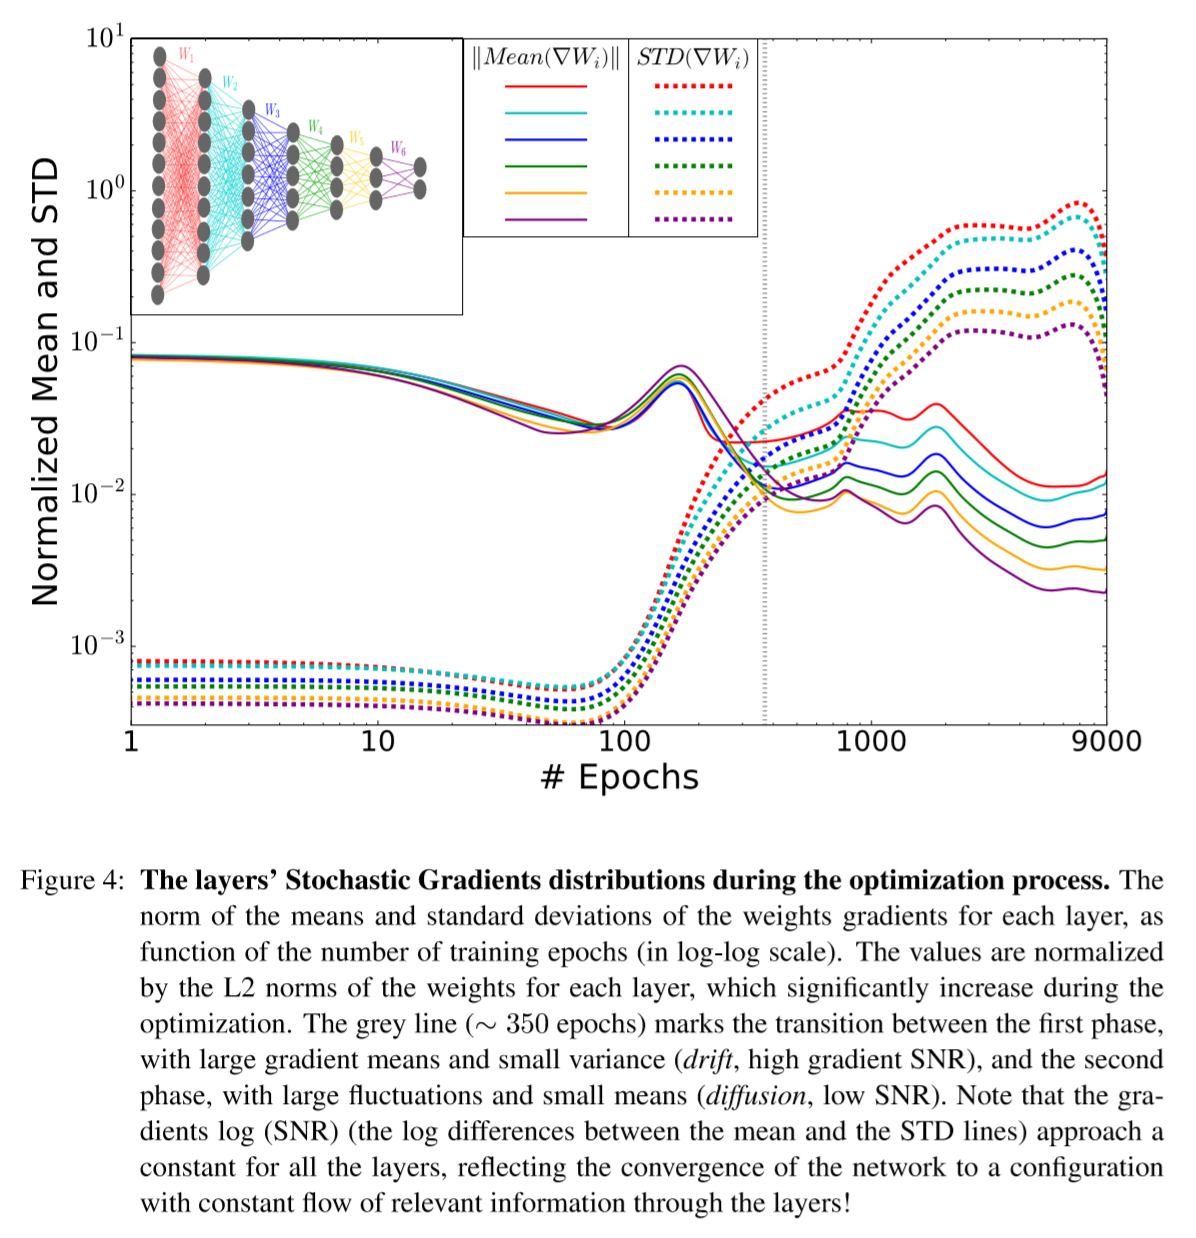 10¹
10⁰
10⁻¹
10⁻²
10⁻³
Normalized Mean and STD
W₁
W₂
W₃
W₄
W₅
W₆
‖Mean(∇Wᵢ)‖ STD(∇Wᵢ)
1 10 100 1000 9000
# Epochs
Figure 4: The layers’ Stochastic Gradients distributions during the optimization process. The
norm of the means and standard deviations of the weights gradients for each layer, as
function of the number of training epochs (in log-log scale). The values are normalized
by the L2 norms of the weights for each layer, which significantly increase during the
optimization. The grey line (∼ 350 epochs) marks the transition between the first phase,
with large gradient means and small variance (drift, high gradient SNR), and the second
phase, with large fluctuations and small means (diffusion, low SNR). Note that the gra-
dients log (SNR) (the log differences between the mean and the STD lines) approach a
constant for all the layers, reflecting the convergence of the network to a configuration
with constant flow of relevant information through the layers!